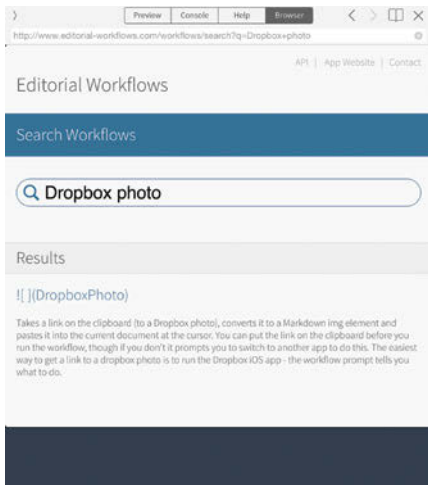 Preview Console Help Browser
http://www.editorial-workflows.com/workflows/search?q=Dropbox+photo
API | App Website | Contact
Editorial Workflows
Search Workflows
Dropbox photo
Results
![ ](DropboxPhoto)
Takes a link on the clipboard (to a Dropbox photo), converts it to a Markdown img element and
pastes it into the current document at the cursor. You can put the link on the clipboard before you
run the workflow, though if you don't it prompts you to switch to another app to do this. The easiest
way to get a link to a dropbox photo is to run the Dropbox iOS app - the workflow prompt tells you
what to do.